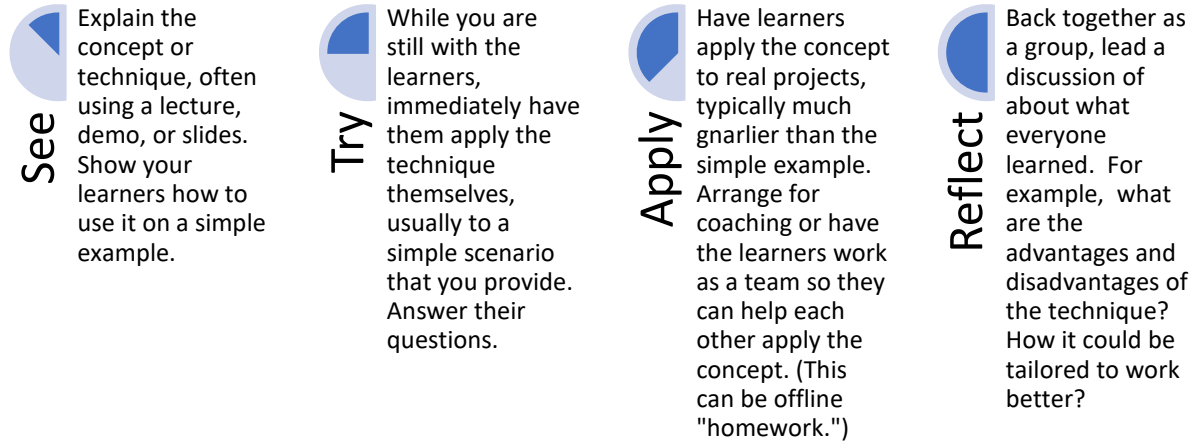 See
Explain the
concept or
technique, often
using a lecture,
demo, or slides.
Show your
learners how to
use it on a simple
example.
Try
While you are
still with the
learners,
immediately have
them apply the
technique
themselves,
usually to a
simple scenario
that you provide.
Answer their
questions.
Apply
Have learners
apply the concept
to real projects,
typically much
gnarlier than the
simple example.
Arrange for
coaching or have
the learners work
as a team so they
can help each
other apply the
concept. (This
can be offline
"homework.")
Reflect
Back together as
a group, lead a
discussion of
about what
everyone
learned.  For
example,  what
are the
advantages and
disadvantages of
the technique?
How it could be
tailored to work
better?